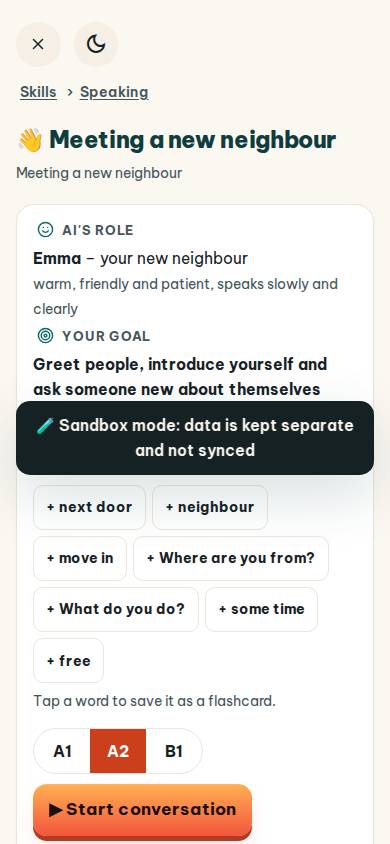 Skills > Speaking
👋 Meeting a new neighbour
Meeting a new neighbour
AI'S ROLE
Emma – your new neighbour
warm, friendly and patient, speaks slowly and
clearly
YOUR GOAL
Greet people, introduce yourself and
ask someone new about themselves
🧪 Sandbox mode: data is kept separate
and not synced
+ next door + neighbour
+ move in + Where are you from?
+ What do you do? + some time
+ free
Tap a word to save it as a flashcard.
A1 A2 B1
▶ Start conversation